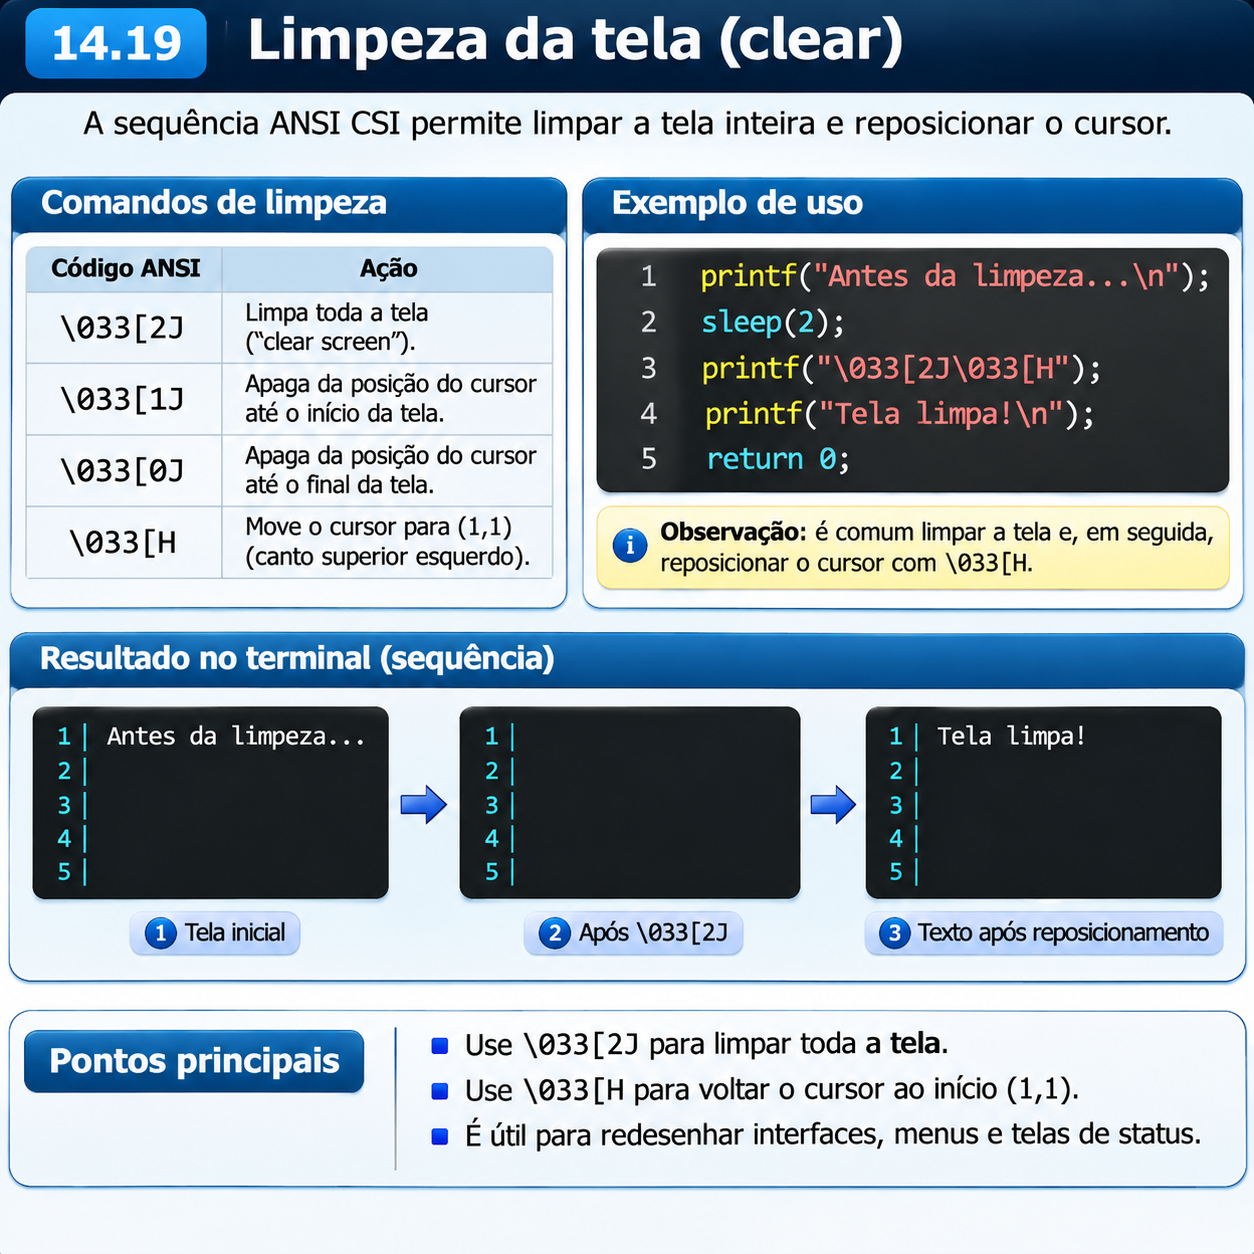 14.19 Limpeza da tela (clear)
A sequência ANSI CSI permite limpar a tela inteira e reposicionar o cursor.
Comandos de limpeza
Código ANSI Ação
\033[2J Limpa toda a tela
(“clear screen”).
\033[1J Apaga da posição do cursor
até o início da tela.
\033[0J Apaga da posição do cursor
até o final da tela.
\033[H Move o cursor para (1,1)
(canto superior esquerdo).
Exemplo de uso
1 printf("Antes da limpeza...\n");
2 sleep(2);
3 printf("\033[2J\033[H");
4 printf("Tela limpa!\n");
5 return 0;
i Observação: é comum limpar a tela e, em seguida,
reposicionar o cursor com \033[H.
Resultado no terminal (sequência)
1| Antes da limpeza...
2|
3|
4|
5|
1 Tela inicial
1|
2|
3|
4|
5|
2 Após \033[2J
1| Tela limpa!
2|
3|
4|
5|
3 Texto após reposicionamento
Pontos principais
Use \033[2J para limpar toda a tela.
Use \033[H para voltar o cursor ao início (1,1).
É útil para redesenhar interfaces, menus e telas de status.